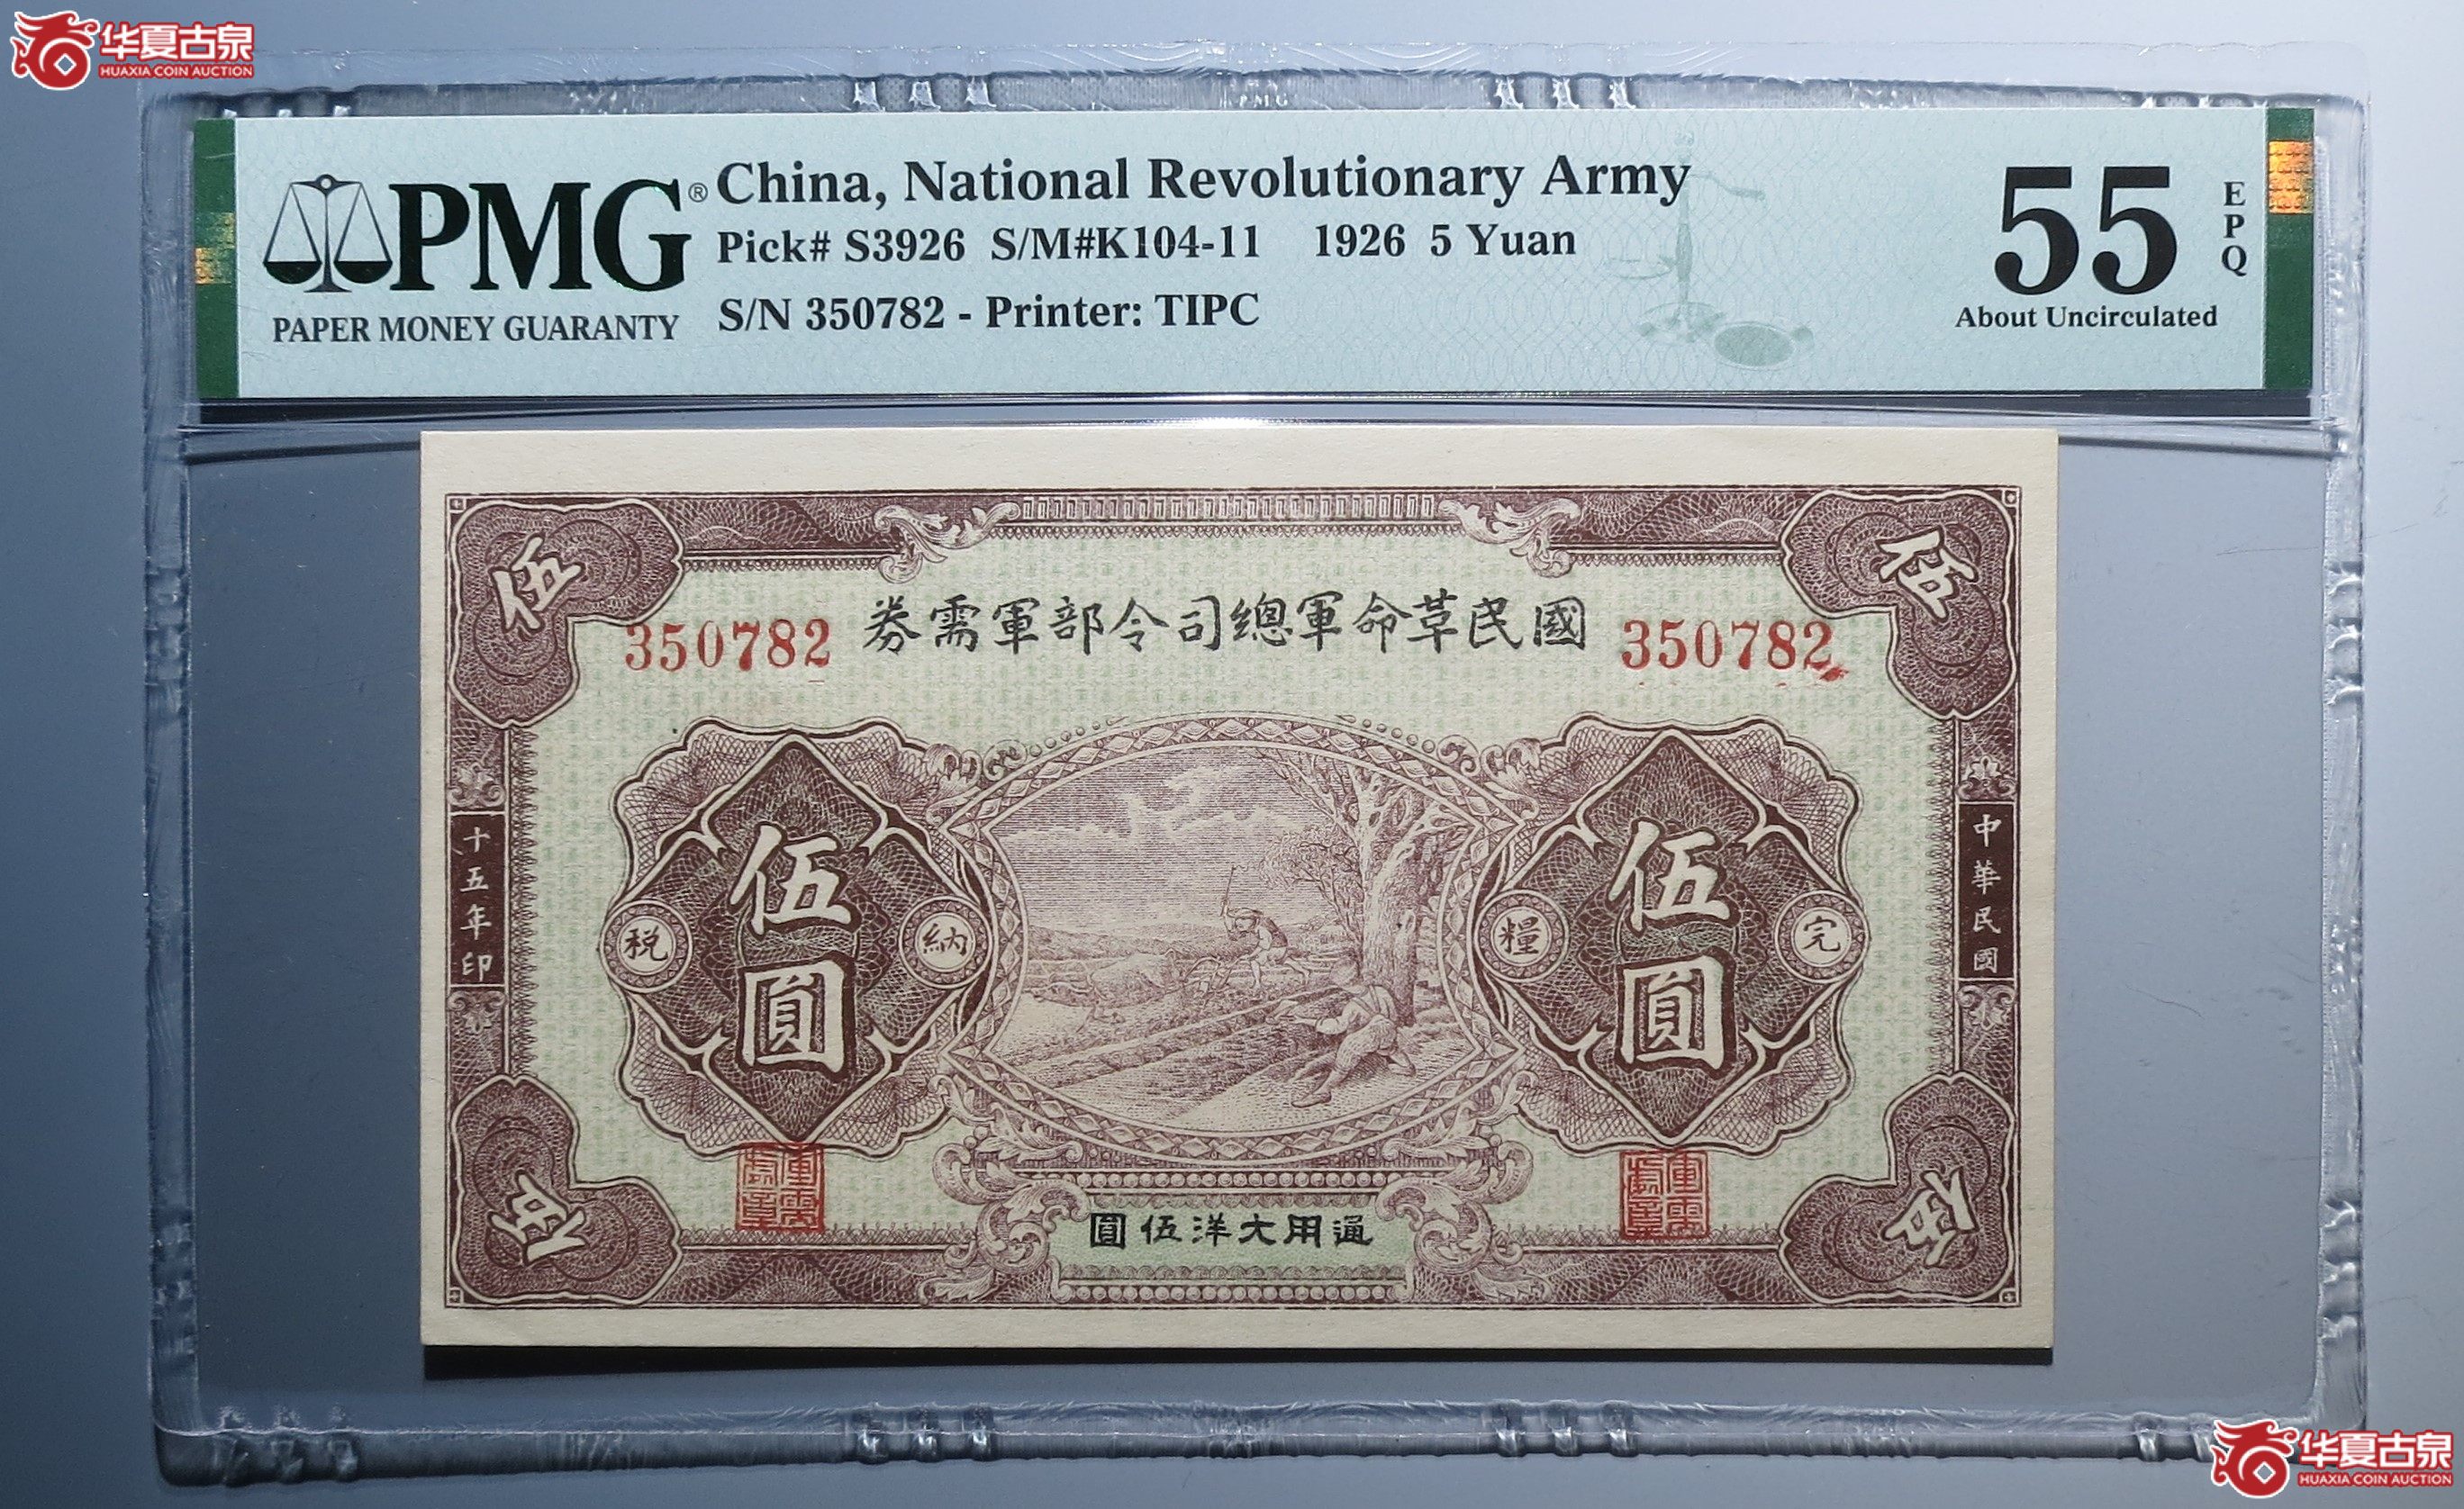 华夏古泉
HUAXIA COIN AUCTION
PMG
PMG®
PAPER MONEY GUARANTY
China, National Revolutionary Army
Pick# S3926 S/M#K104-11 1926 5 Yuan
S/N 350782 - Printer: TIPC
55
EPQ
About Uncirculated
伍
伍
國民革命軍總司令部軍需券
350782
350782
中華民國
十五年印
伍圓
伍圓
完
糧
納
税
通用大洋伍圓
伍
伍
华夏古泉
HUAXIA COIN AUCTION